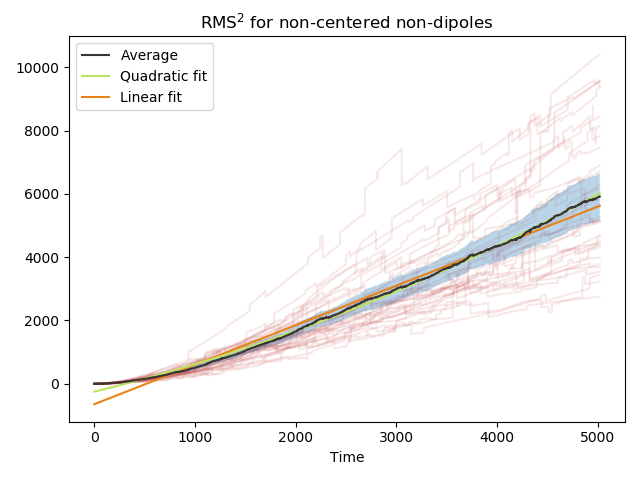 RMS² for non-centered non-dipoles
Average
Quadratic fit
Linear fit
10000
8000
6000
4000
2000
0
0 1000 2000 3000 4000 5000
Time